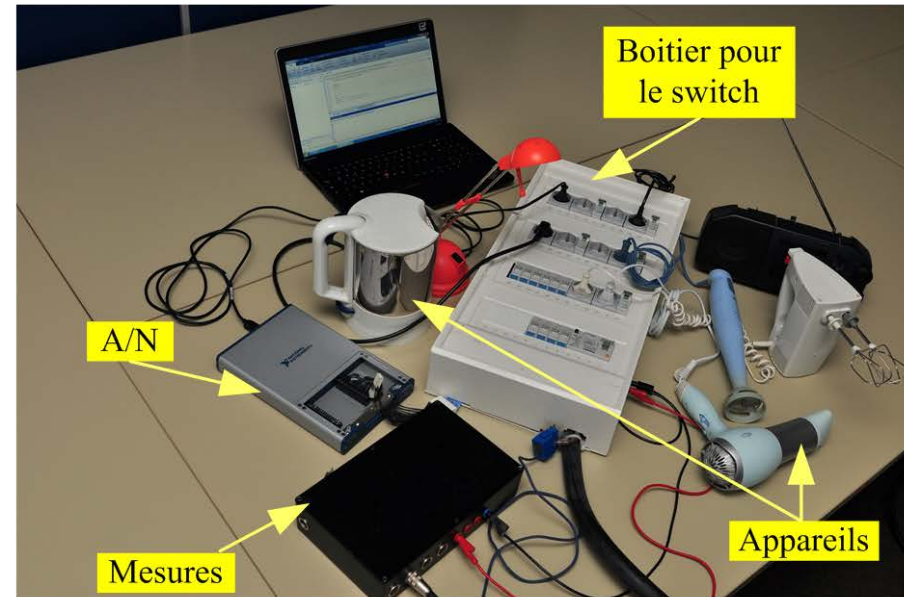 Boitier pour
le switch
A/N
Mesures
Appareils